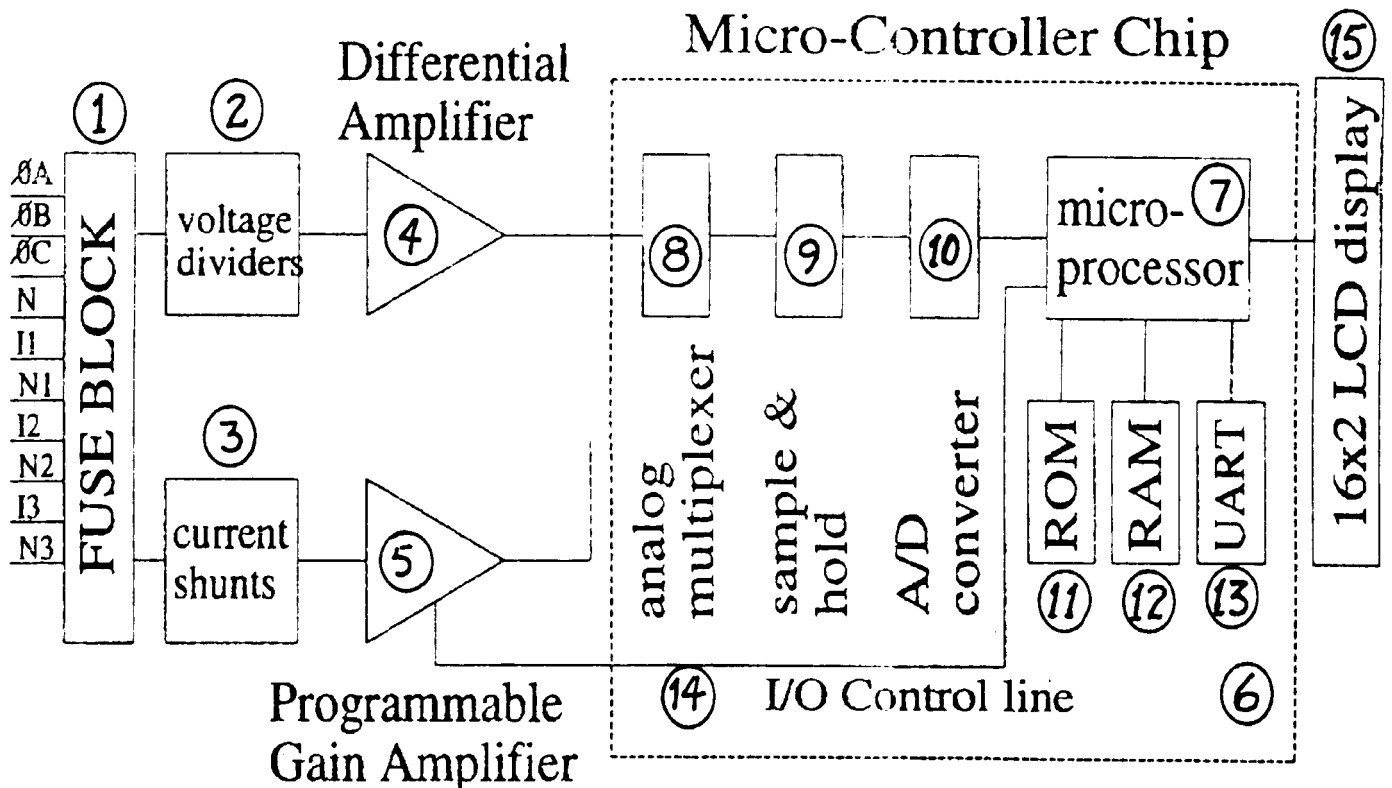 Micro-Controller Chip
15
Differential
Amplifier
1
2
ØA
ØB
ØC
N
I1
N1
I2
N2
I3
N3
FUSE BLOCK
voltage
dividers
4
8
9
10
micro-
processor
7
16x2 LCD display
3
current
shunts
5
analog
multiplexer
sample &
hold
A/D
converter
ROM
RAM
UART
11
12
13
14
I/O Control line
6
Programmable
Gain Amplifier